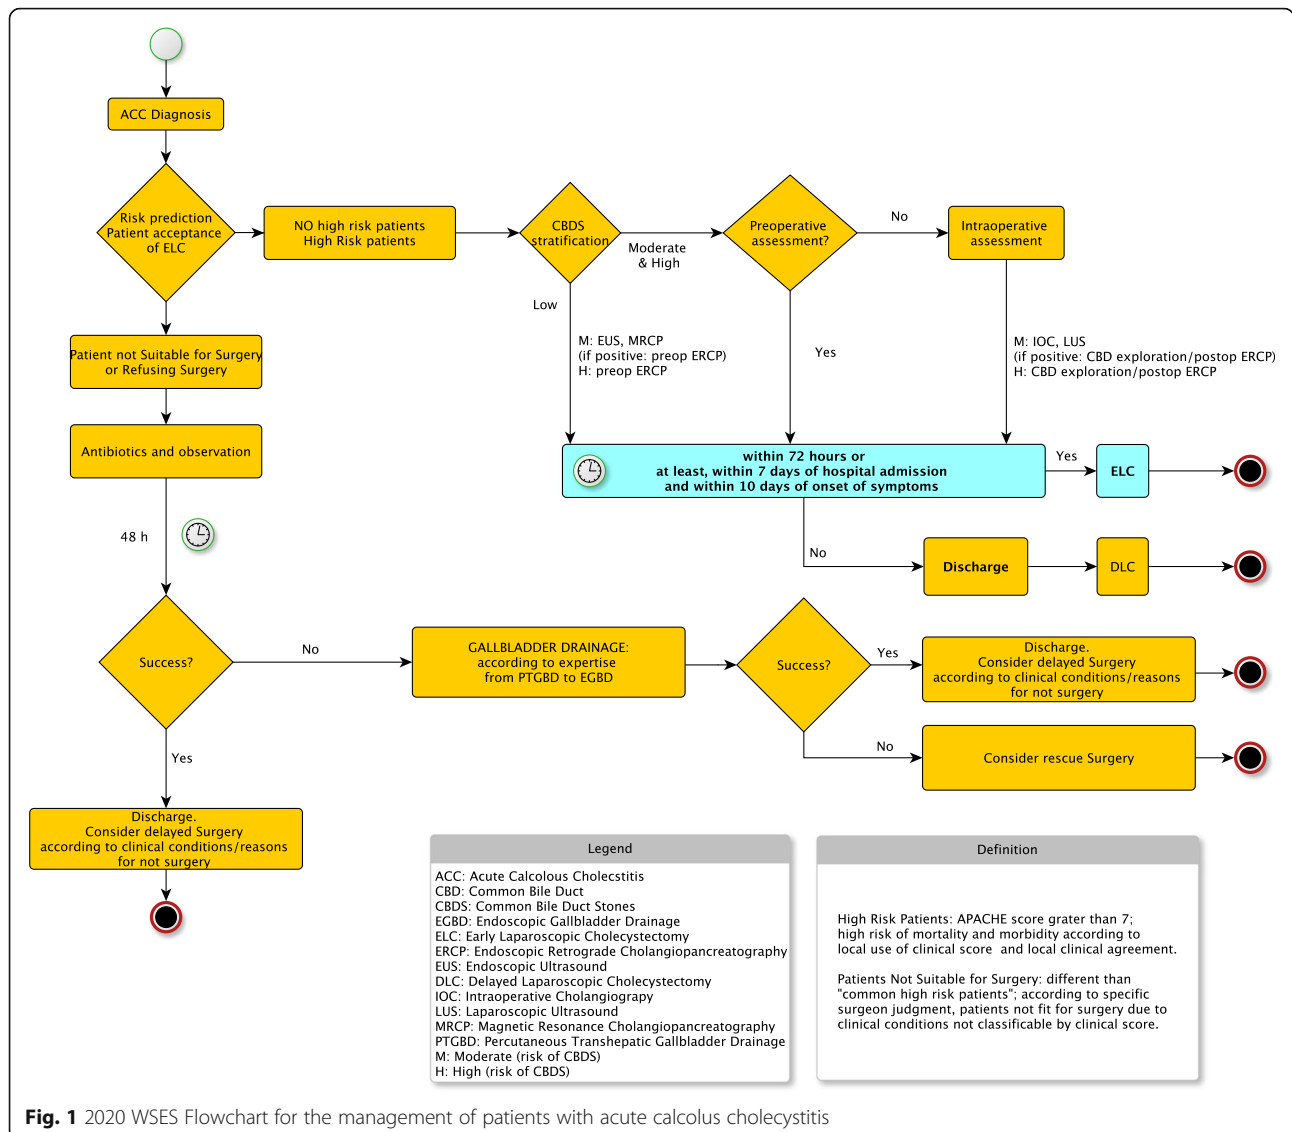 ACC Diagnosis
Risk prediction
Patient acceptance
of ELC
NO high risk patients
High Risk patients
CBDS
stratification
Moderate
& High
Preoperative
assessment?
No
Intraoperative
assessment
Low
M: EUS, MRCP
(if positive: preop ERCP)
H: preop ERCP
Yes
M: IOC, LUS
(if positive: CBD exploration/postop ERCP)
H: CBD exploration/postop ERCP
Patient not Suitable for Surgery
or Refusing Surgery
Antibiotics and observation
within 72 hours or
at least, within 7 days of hospital admission
and within 10 days of onset of symptoms
Yes
ELC
48 h
No
Discharge
DLC
Success?
No
GALLBLADDER DRAINAGE:
according to expertise
from PTGBD to EGBD
Success?
Yes
Discharge.
Consider delayed Surgery
according to clinical conditions/reasons
for not surgery
No
Consider rescue Surgery
Yes
Discharge.
Consider delayed Surgery
according to clinical conditions/reasons
for not surgery
Legend
ACC: Acute Calcolous Cholecstitis
CBD: Common Bile Duct
CBDS: Common Bile Duct Stones
EGBD: Endoscopic Gallbladder Drainage
ELC: Early Laparoscopic Cholecystectomy
ERCP: Endoscopic Retrograde Cholangiopancreatography
EUS: Endoscopic Ultrasound
DLC: Delayed Laparoscopic Cholecystectomy
IOC: Intraoperative Cholangiograpy
LUS: Laparoscopic Ultrasound
MRCP: Magnetic Resonance Cholangiopancreatography
PTGBD: Percutaneous Transhepatic Gallbladder Drainage
M: Moderate (risk of CBDS)
H: High (risk of CBDS)
Definition
High Risk Patients: APACHE score grater than 7;
high risk of mortality and morbidity according to
local use of clinical score and local clinical agreement.
Patients Not Suitable for Surgery: different than
"common high risk patients"; according to specific
surgeon judgment, patients not fit for surgery due to
clinical conditions not classificable by clinical score.
Fig. 1 2020 WSES Flowchart for the management of patients with acute calcolus cholecystitis